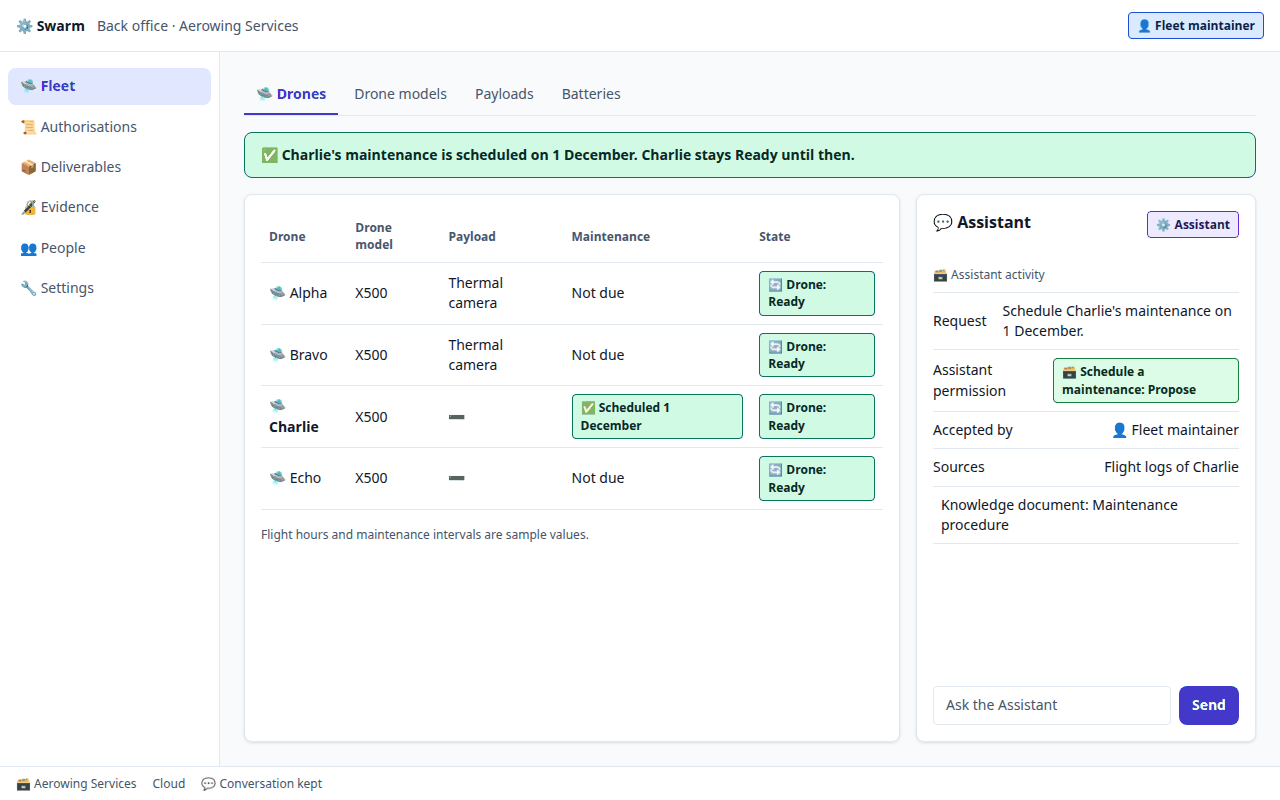 ⚙️ Swarm Back office · Aerowing Services
👤 Fleet maintainer
🛸 Fleet
📜 Authorisations
📦 Deliverables
🔏 Evidence
👥 People
🔧 Settings
🛸 Drones Drone models Payloads Batteries
✅ Charlie's maintenance is scheduled on 1 December. Charlie stays Ready until then.
Drone Drone model Payload Maintenance State
🛸 Alpha X500 Thermal camera Not due 🔄 Drone: Ready
🛸 Bravo X500 Thermal camera Not due 🔄 Drone: Ready
🛸 Charlie X500 ➖ ✅ Scheduled 1 December 🔄 Drone: Ready
🛸 Echo X500 ➖ Not due 🔄 Drone: Ready
Flight hours and maintenance intervals are sample values.
💬 Assistant
⚙️ Assistant
🗃️ Assistant activity
Request Schedule Charlie's maintenance on
1 December.
Assistant permission 🗃️ Schedule a maintenance: Propose
Accepted by 👤 Fleet maintainer
Sources Flight logs of Charlie
Knowledge document: Maintenance
procedure
Ask the Assistant
Send
🗃️ Aerowing Services Cloud 💬 Conversation kept